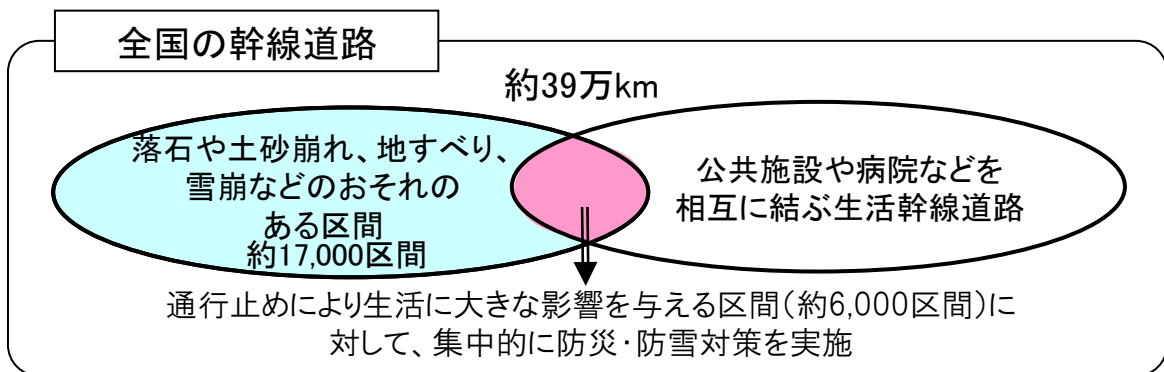 全国の幹線道路
約39万km
落石や土砂崩れ、地すべり、
雪崩などのおそれの
ある区間
約17,000区間
公共施設や病院などを
相互に結ぶ生活幹線道路
通行止めにより生活に大きな影響を与える区間(約6,000区間)に
対して、集中的に防災・防雪対策を実施